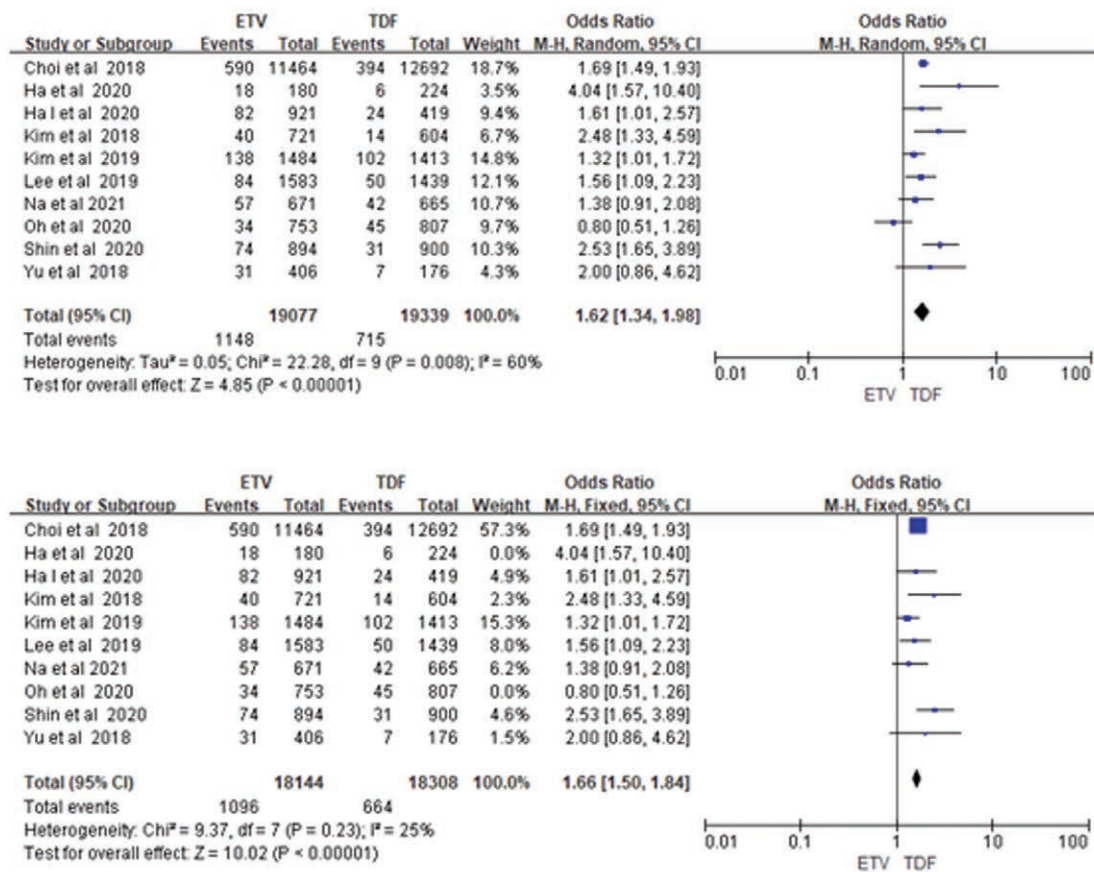 ETV TDF Odds Ratio Odds Ratio
Study or Subgroup Events Total Events Total Weight M-H, Random, 95% CI M-H, Random, 95% CI
Choi et al 2018 590 11464 394 12692 18.7% 1.69 [1.49, 1.93]
Ha et al 2020 18 180 6 224 3.5% 4.04 [1.57, 10.40]
Ha I et al 2020 82 921 24 419 9.4% 1.61 [1.01, 2.57]
Kim et al 2018 40 721 14 604 6.7% 2.48 [1.33, 4.59]
Kim et al 2019 138 1484 102 1413 14.8% 1.32 [1.01, 1.72]
Lee et al 2019 84 1583 50 1439 12.1% 1.56 [1.09, 2.23]
Na et al 2021 57 671 42 665 10.7% 1.38 [0.91, 2.08]
Oh et al 2020 34 753 45 807 9.7% 0.80 [0.51, 1.26]
Shin et al 2020 74 894 31 900 10.3% 2.53 [1.65, 3.89]
Yu et al 2018 31 406 7 176 4.3% 2.00 [0.86, 4.62]
Total (95% CI) 19077 19339 100.0% 1.62 [1.34, 1.98]
Total events 1148 715
Heterogeneity: Tau² = 0.05; Chi² = 22.28, df = 9 (P = 0.008); I² = 60%
Test for overall effect: Z = 4.85 (P < 0.00001)
0.01 0.1 1 10 100
ETV TDF
ETV TDF Odds Ratio Odds Ratio
Study or Subgroup Events Total Events Total Weight M-H, Fixed, 95% CI M-H, Fixed, 95% CI
Choi et al 2018 590 11464 394 12692 57.3% 1.69 [1.49, 1.93]
Ha et al 2020 18 180 6 224 0.0% 4.04 [1.57, 10.40]
Ha I et al 2020 82 921 24 419 4.9% 1.61 [1.01, 2.57]
Kim et al 2018 40 721 14 604 2.3% 2.48 [1.33, 4.59]
Kim et al 2019 138 1484 102 1413 15.3% 1.32 [1.01, 1.72]
Lee et al 2019 84 1583 50 1439 8.0% 1.56 [1.09, 2.23]
Na et al 2021 57 671 42 665 6.2% 1.38 [0.91, 2.08]
Oh et al 2020 34 753 45 807 0.0% 0.80 [0.51, 1.26]
Shin et al 2020 74 894 31 900 4.6% 2.53 [1.65, 3.89]
Yu et al 2018 31 406 7 176 1.5% 2.00 [0.86, 4.62]
Total (95% CI) 18144 18308 100.0% 1.66 [1.50, 1.84]
Total events 1096 664
Heterogeneity: Chi² = 9.37, df = 7 (P = 0.23); I² = 25%
Test for overall effect: Z = 10.02 (P < 0.00001)
0.01 0.1 1 10 100
ETV TDF